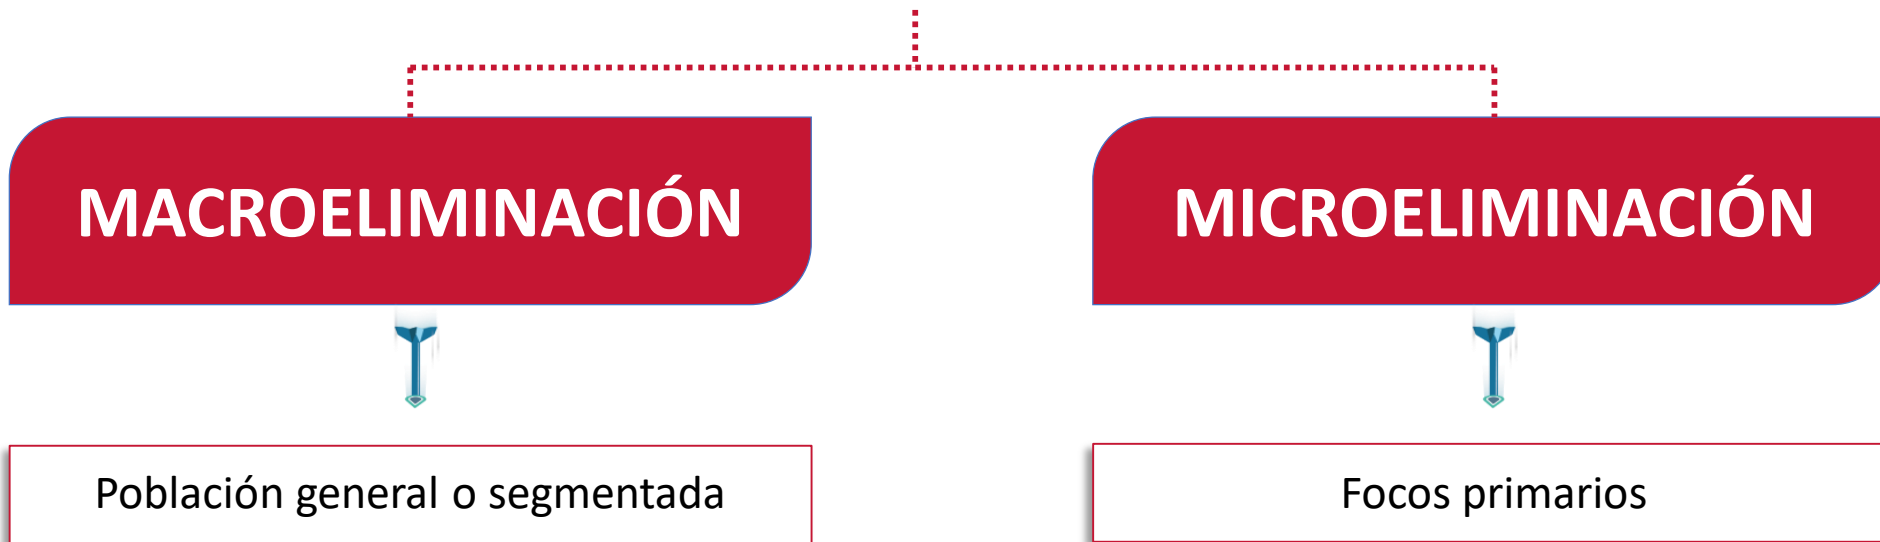 MACROELIMINACIÓN
MICROELIMINACIÓN
Población general o segmentada
Focos primarios